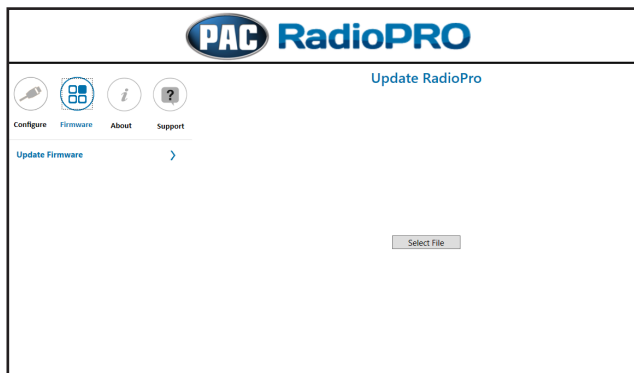 PAC RadioPRO
Update RadioPro
i
?
Configure Firmware About Support
Update Firmware
Select File